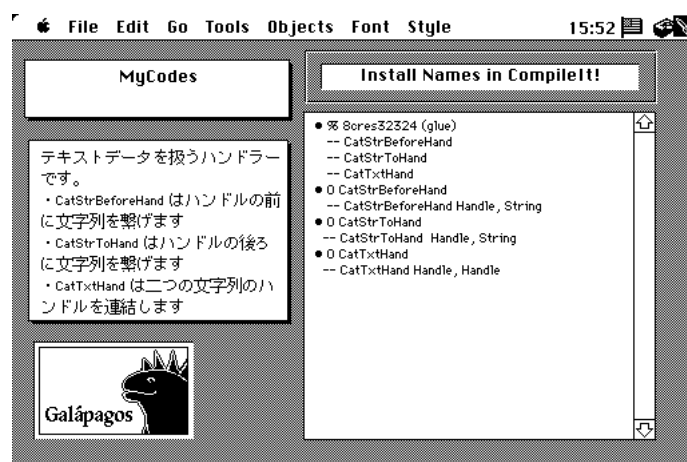 File Edit Go Tools Objects Font Style 15:52
MyCodes
Install Names in CompileIt!
テキストデータを扱うハンドラー
です。
・CatStrBeforeHand はハンドルの前
に文字列を繋げます
・CatStrToHand はハンドルの後ろ
に文字列を繋げます
・CatTxtHand は二つの文字列のハ
ンドルを連結します
Galápagos
● % 8cres32324 (glue)
-- CatStrBeforeHand
-- CatStrToHand
-- CatTxtHand
● 0 CatStrBeforeHand
-- CatStrBeforeHand Handle, String
● 0 CatStrToHand
-- CatStrToHand Handle, String
● 0 CatTxtHand
-- CatTxtHand Handle, Handle